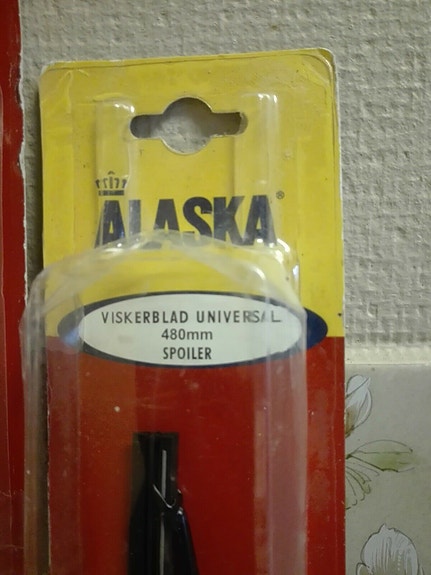 ALASKA®
VISKERBLAD UNIVERSAL
480mm
SPOILER